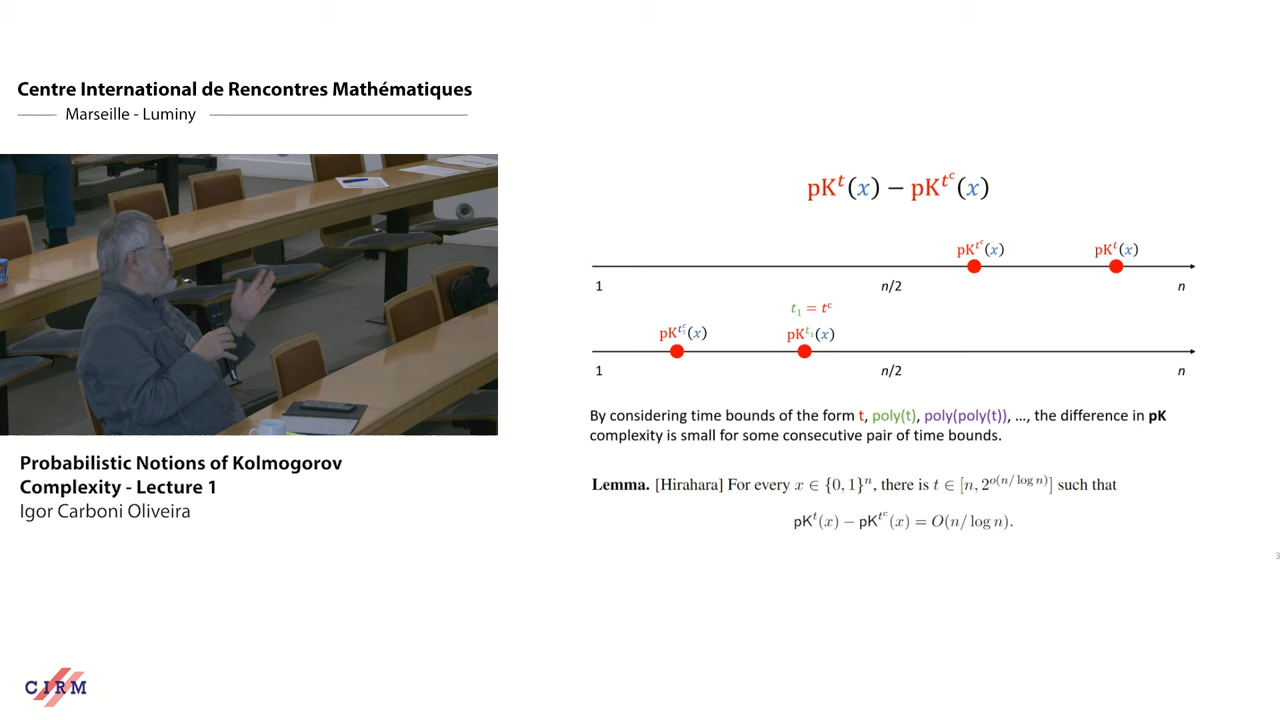 Centre International de Rencontres Mathématiques
Marseille - Luminy
pK^t(x) − pK^{t^c}(x)
pK^{t^c}(x) pK^t(x)
1 n/2 n
t_1 = t^c
pK^{t_1^c}(x) pK^{t_1}(x)
1 n/2 n
By considering time bounds of the form t, poly(t), poly(poly(t)), …, the difference in pK
complexity is small for some consecutive pair of time bounds.
Lemma. [Hirahara] For every x ∈ {0, 1}^n, there is t ∈ [n, 2^{o(n/ log n)}] such that
pK^t(x) − pK^{t^c}(x) = O(n/ log n).
3
Probabilistic Notions of Kolmogorov
Complexity - Lecture 1
Igor Carboni Oliveira
CIRM